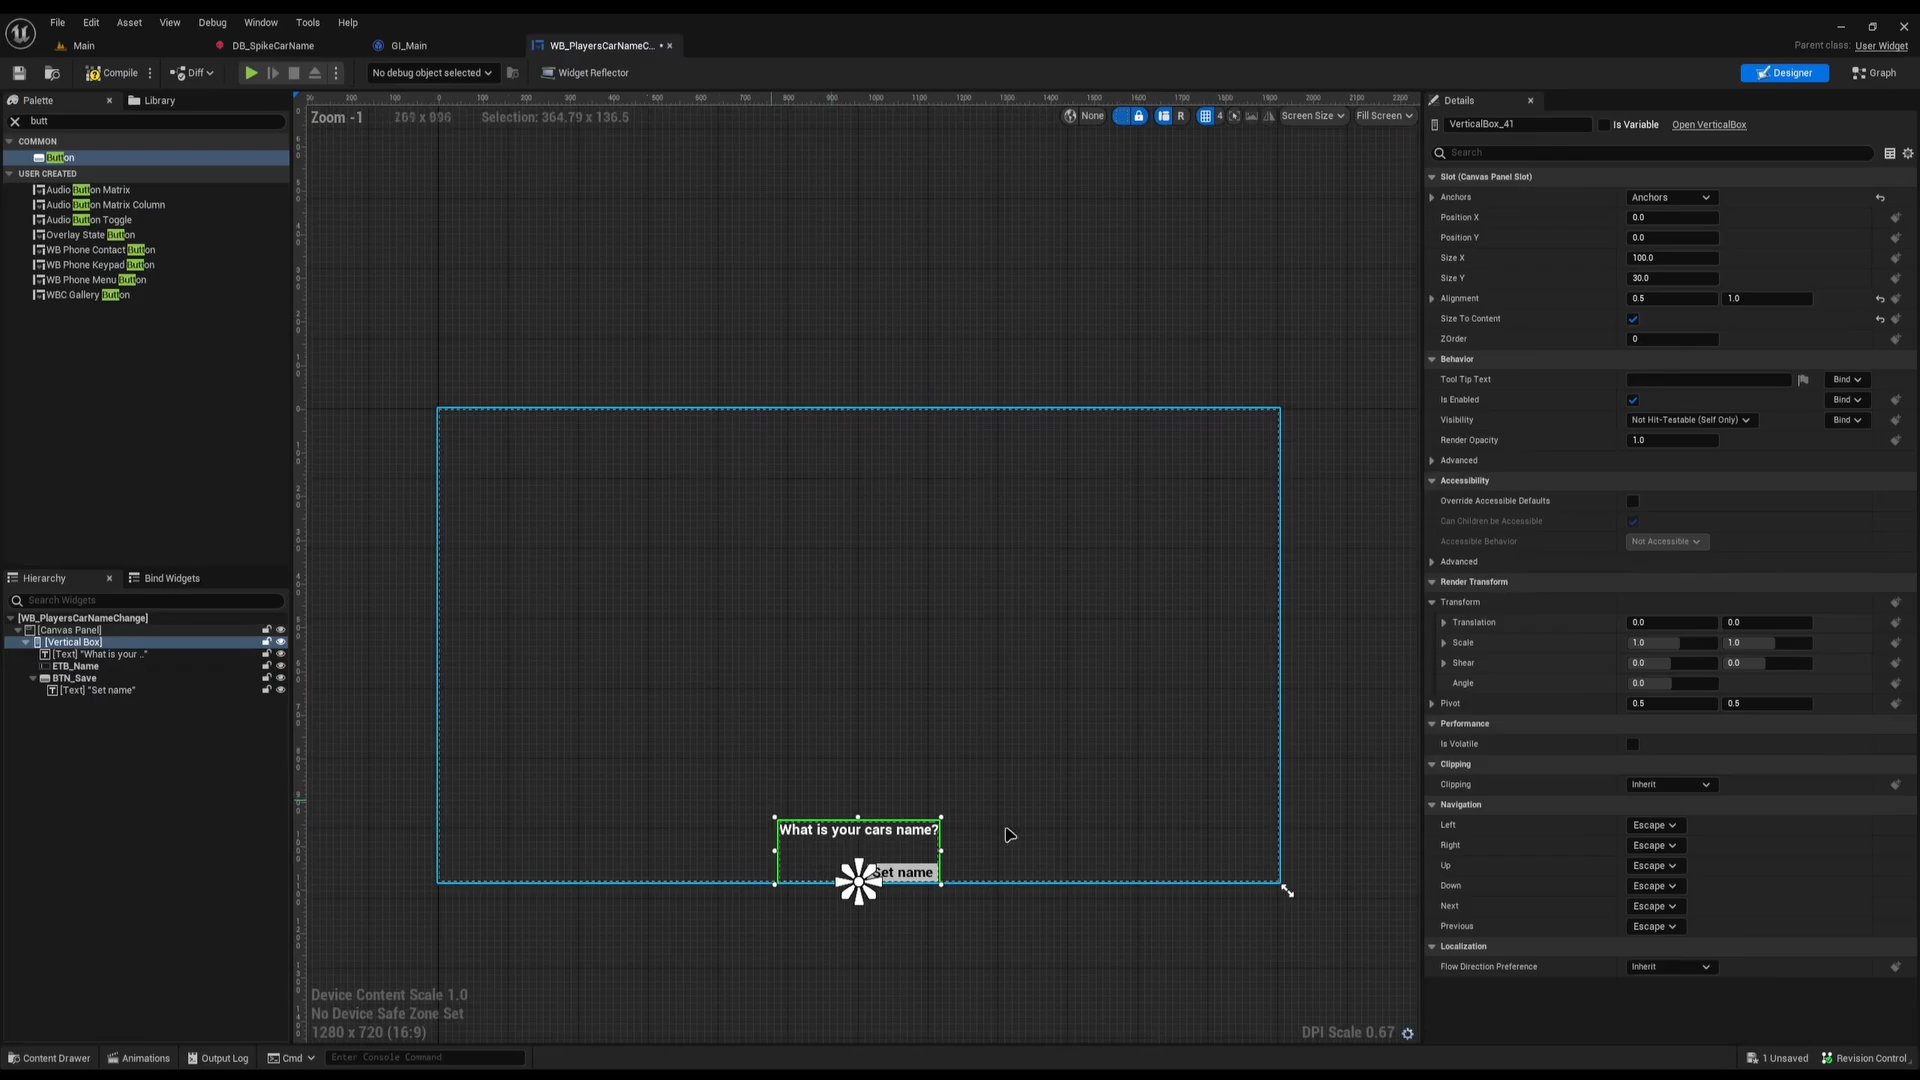 File Edit Asset View Debug Window Tools Help
Main DB_SpikeCarName GI_Main WB_PlayersCarNameC...
Parent class: User Widget
Compile Diff No debug object selected Widget Reflector Designer Graph
Palette Library
butt
COMMON
Button
USER CREATED
Audio Button Matrix
Audio Button Matrix Column
Audio Button Toggle
Overlay State Button
WB Phone Contact Button
WB Phone Keypad Button
WB Phone Menu Button
WBC Gallery Button
Hierarchy Bind Widgets
Search Widgets
[WB_PlayersCarNameChange]
[Canvas Panel]
[Vertical Box]
[Text] "What is your .."
ETB_Name
BTN_Save
[Text] "Set name"
Zoom -1
Selection: 364.79 x 136.5
None R 4 Screen Size Fill Screen
What is your cars name?
Set name
Device Content Scale 1.0
No Device Safe Zone Set
1280 x 720 (16:9)
DPI Scale 0.67
Details
VerticalBox_41 Is Variable Open VerticalBox
Search
Slot (Canvas Panel Slot)
Anchors Anchors
Position X 0.0
Position Y 0.0
Size X 100.0
Size Y 30.0
Alignment 0.5 1.0
Size To Content
ZOrder 0
Behavior
Tool Tip Text Bind
Is Enabled Bind
Visibility Not Hit-Testable (Self Only) Bind
Render Opacity 1.0
Advanced
Accessibility
Override Accessible Defaults
Can Children be Accessible
Accessible Behavior Not Accessible
Advanced
Render Transform
Transform
Translation 0.0 0.0
Scale 1.0 1.0
Shear 0.0 0.0
Angle 0.0
Pivot 0.5 0.5
Performance
Is Volatile
Clipping
Clipping Inherit
Navigation
Left Escape
Right Escape
Up Escape
Down Escape
Next Escape
Previous Escape
Localization
Flow Direction Preference Inherit
Content Drawer Animations Output Log Cmd Enter Console Command
1 Unsaved Revision Control